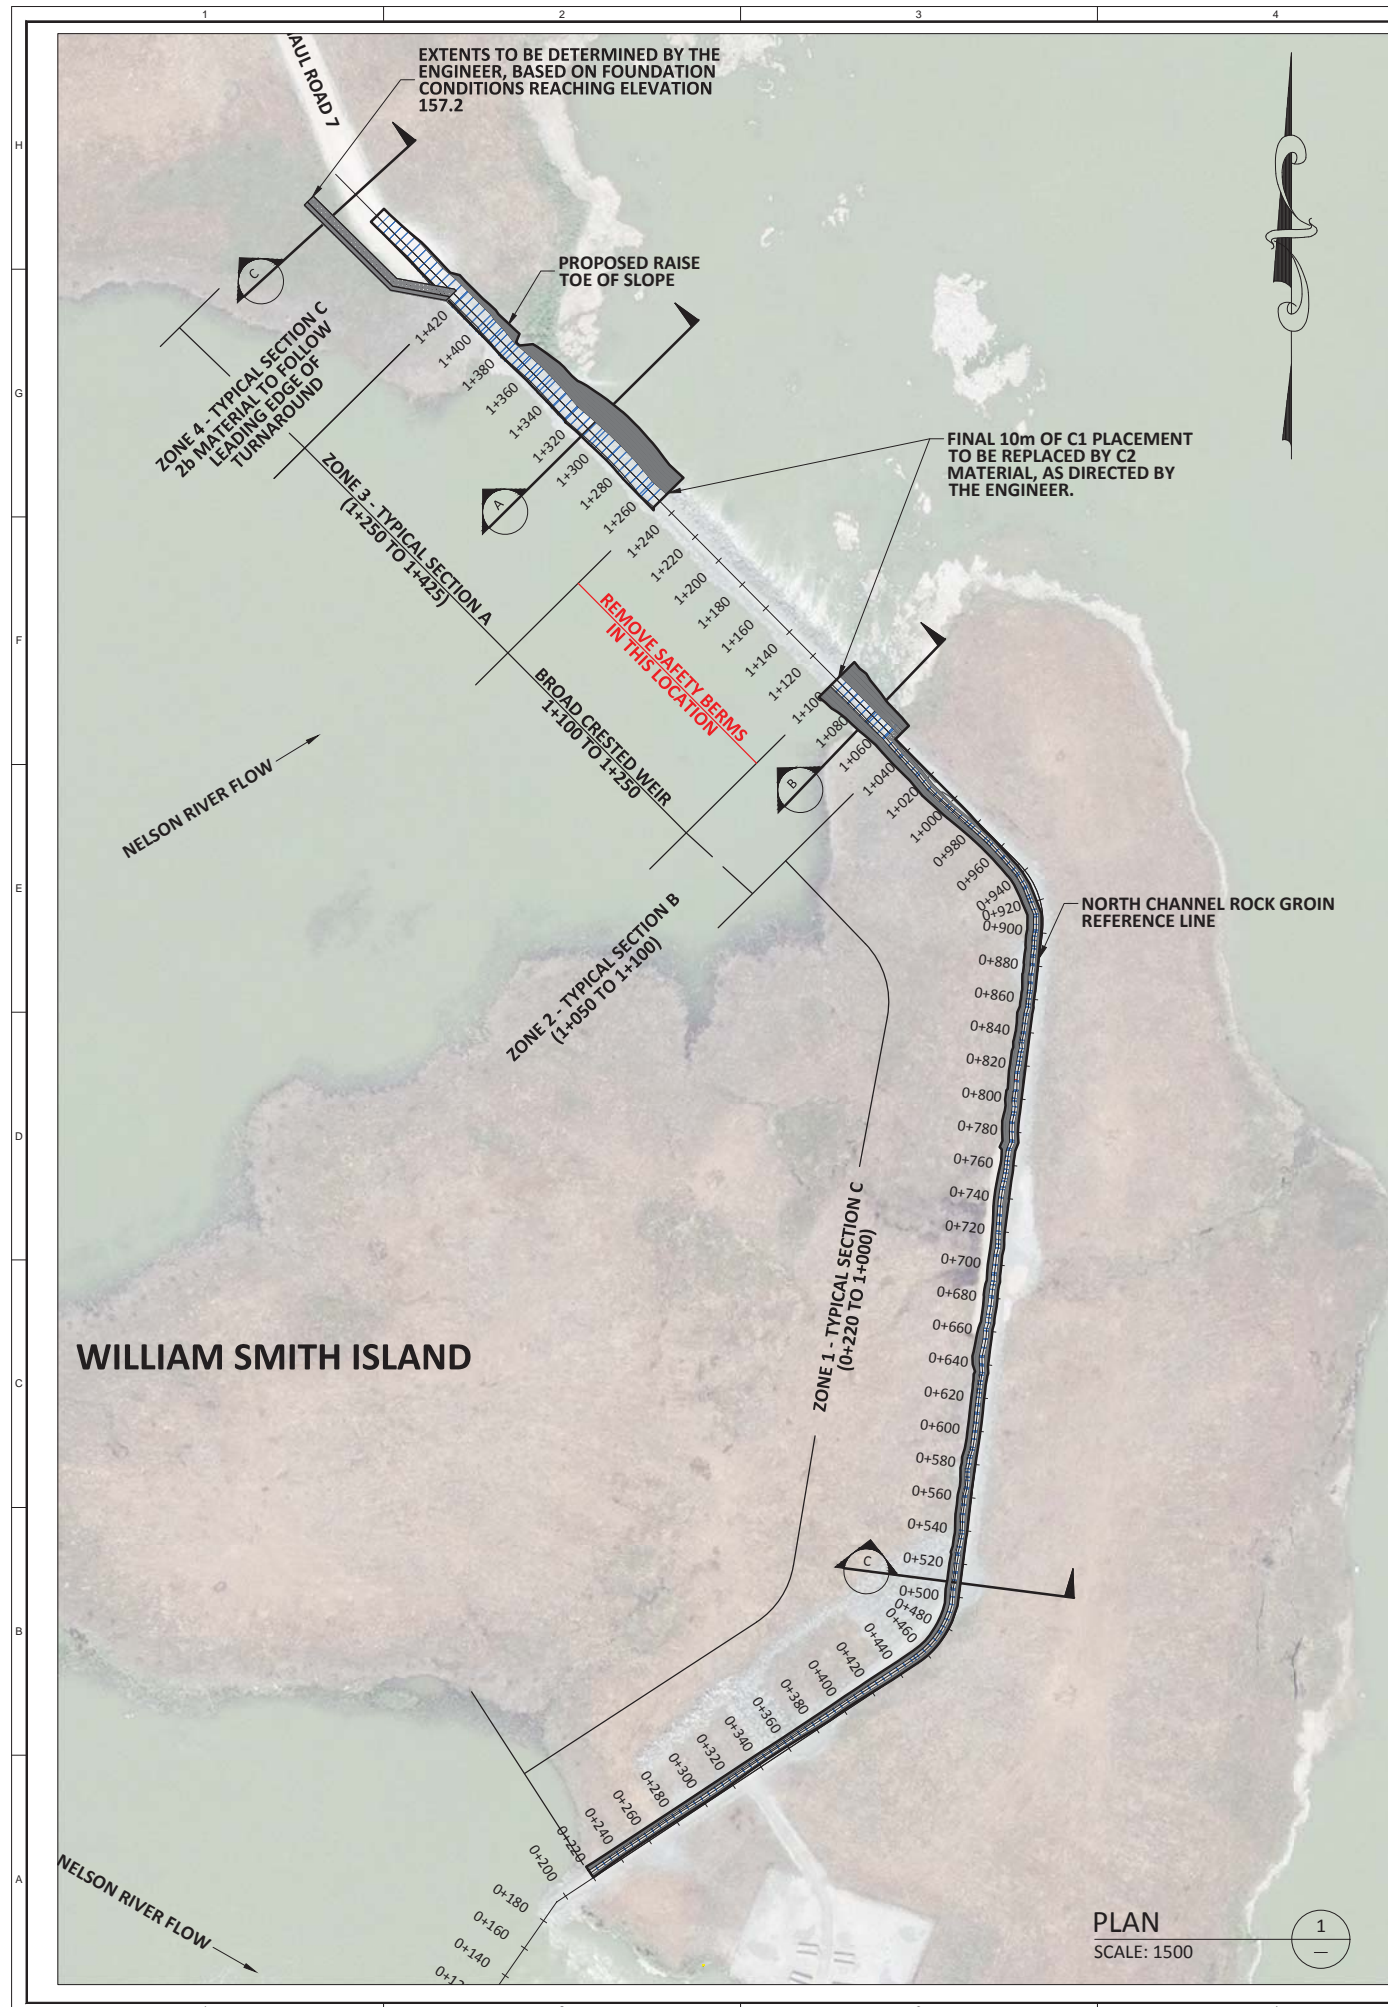 1
2
3
4
H
G
F
E
D
C
B
A
HAUL ROAD 7
EXTENTS TO BE DETERMINED BY THE
ENGINEER, BASED ON FOUNDATION
CONDITIONS REACHING ELEVATION
157.2
C
PROPOSED RAISE
TOE OF SLOPE
ZONE 4 - TYPICAL SECTION C
2b MATERIAL TO FOLLOW
LEADING EDGE OF
TURNAROUND
1+420
1+400
1+380
1+360
1+340
1+320
1+300
1+280
1+260
1+240
1+220
1+200
1+180
1+160
1+140
1+120
1+100
1+080
1+060
1+040
1+020
1+000
0+980
0+960
0+940
0+920
0+900
0+880
0+860
0+840
0+820
0+800
0+780
0+760
0+740
0+720
0+700
0+680
0+660
0+640
0+620
0+600
0+580
0+560
0+540
0+520
0+500
0+480
0+460
0+440
0+420
0+400
0+380
0+360
0+340
0+320
0+300
0+280
0+260
0+240
0+220
0+200
0+180
0+160
0+140
A
ZONE 3 - TYPICAL SECTION A
(1+250 TO 1+425)
FINAL 10m OF C1 PLACEMENT
TO BE REPLACED BY C2
MATERIAL, AS DIRECTED BY
THE ENGINEER.
REMOVE SAFETY BERMS
IN THIS LOCATION
BROAD CRESTED WEIR
1+100 TO 1+250
B
NELSON RIVER FLOW
ZONE 2 - TYPICAL SECTION B
(1+050 TO 1+100)
NORTH CHANNEL ROCK GROIN
REFERENCE LINE
ZONE 1 - TYPICAL SECTION C
(0+220 TO 1+000)
WILLIAM SMITH ISLAND
C
NELSON RIVER FLOW
PLAN
SCALE: 1500
1
—